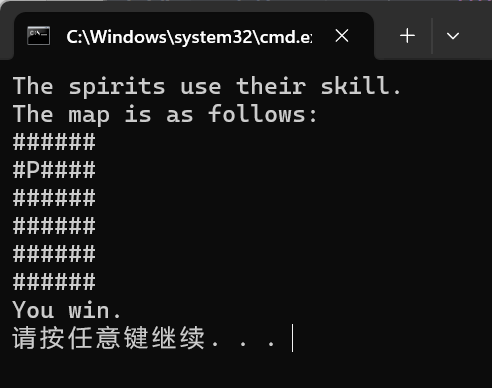 C:\Windows\system32\cmd.e
The spirits use their skill.
The map is as follows:
######
#P####
######
######
######
######
You win.
请按任意键继续. . .